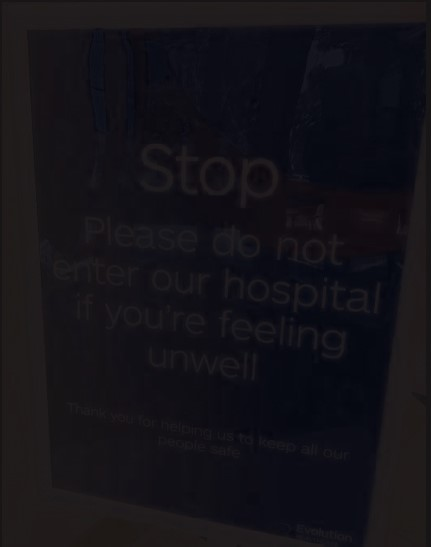 Stop
Please do not
enter our hospital
if you're feeling
unwell
Thank you for helping us to keep all our
people safe
Evolution